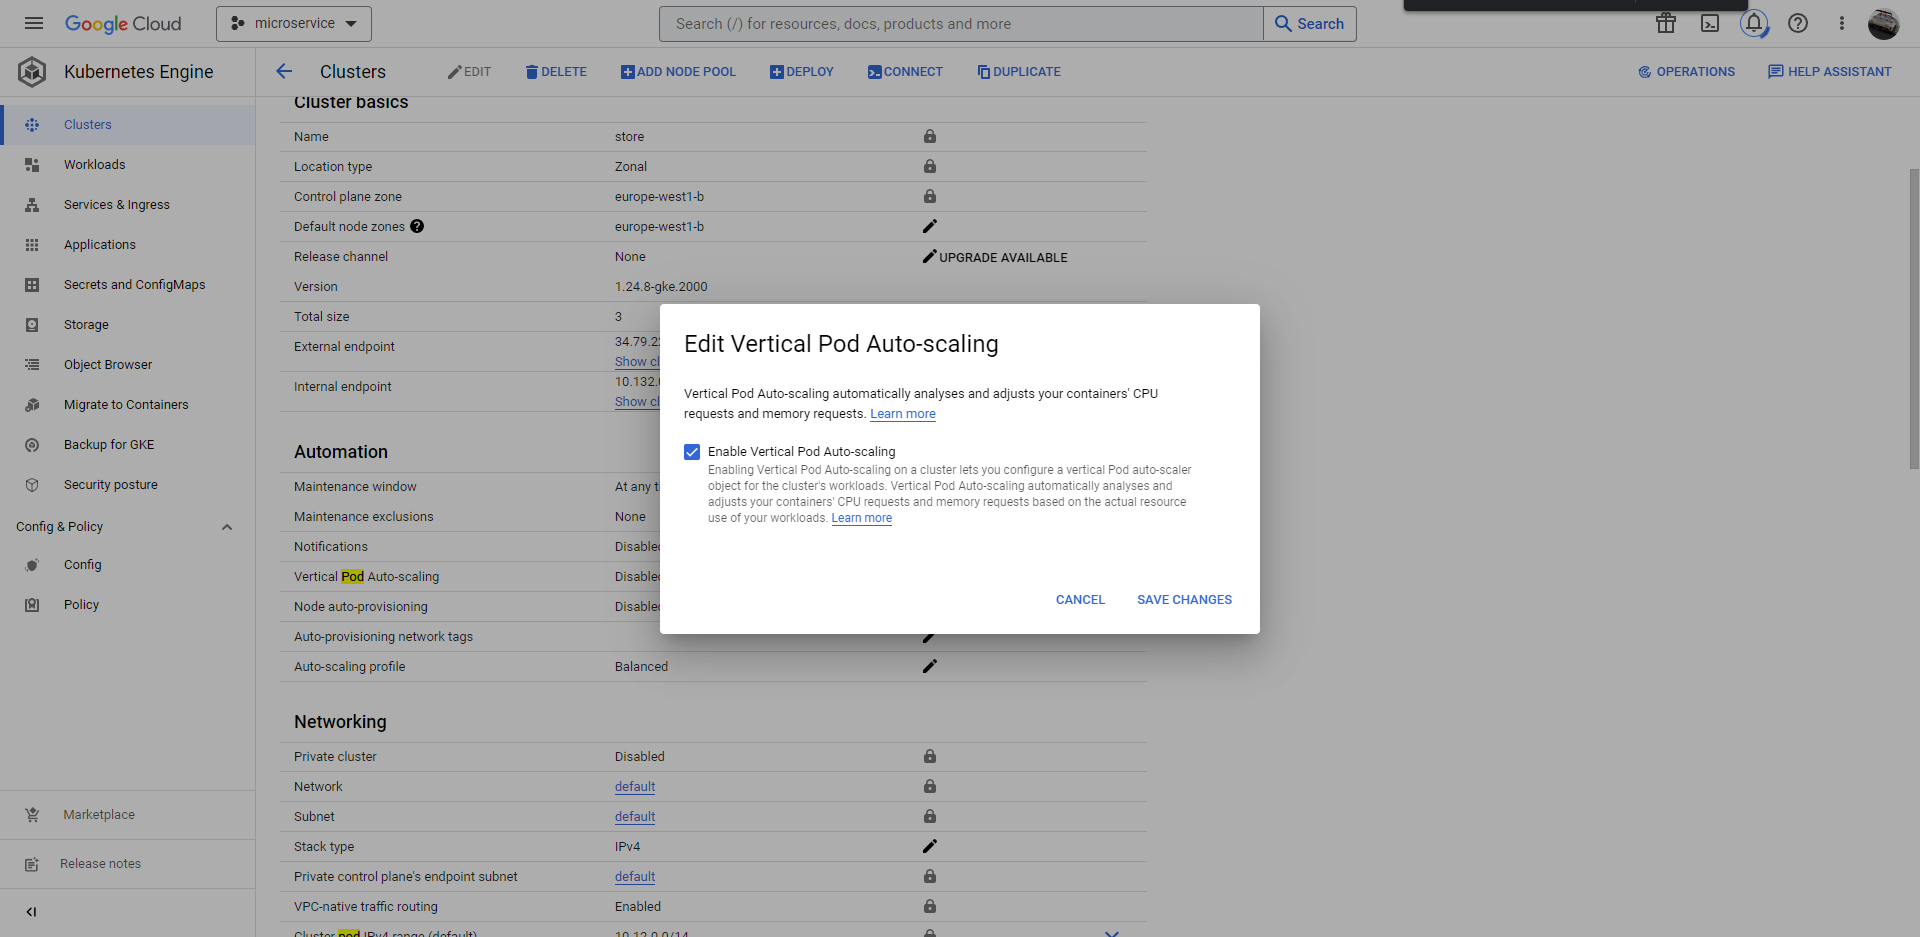 Google Cloud
microservice
Search (/) for resources, docs, products and more
Search
Kubernetes Engine
Clusters
EDIT
DELETE
ADD NODE POOL
DEPLOY
CONNECT
DUPLICATE
OPERATIONS
HELP ASSISTANT
Clusters
Workloads
Services & Ingress
Applications
Secrets and ConfigMaps
Storage
Object Browser
Migrate to Containers
Backup for GKE
Security posture
Config & Policy
Config
Policy
Marketplace
Release notes
Cluster basics
Name store
Location type Zonal
Control plane zone europe-west1-b
Default node zones europe-west1-b
Release channel None UPGRADE AVAILABLE
Version 1.24.8-gke.2000
Total size 3
External endpoint 34.79.2
Show cl
Internal endpoint 10.132.
Show cl
Automation
Maintenance window At any t
Maintenance exclusions None
Notifications Disable
Vertical Pod Auto-scaling Disable
Node auto-provisioning Disable
Auto-provisioning network tags
Auto-scaling profile Balanced
Networking
Private cluster Disabled
Network default
Subnet default
Stack type IPv4
Private control plane's endpoint subnet default
VPC-native traffic routing Enabled
Cluster pod IPv4 range (default) 10.12.0.0/14
Edit Vertical Pod Auto-scaling
Vertical Pod Auto-scaling automatically analyses and adjusts your containers' CPU
requests and memory requests. Learn more
Enable Vertical Pod Auto-scaling
Enabling Vertical Pod Auto-scaling on a cluster lets you configure a vertical Pod auto-scaler
object for the cluster's workloads. Vertical Pod Auto-scaling automatically analyses and
adjusts your containers' CPU requests and memory requests based on the actual resource
use of your workloads. Learn more
CANCEL
SAVE CHANGES